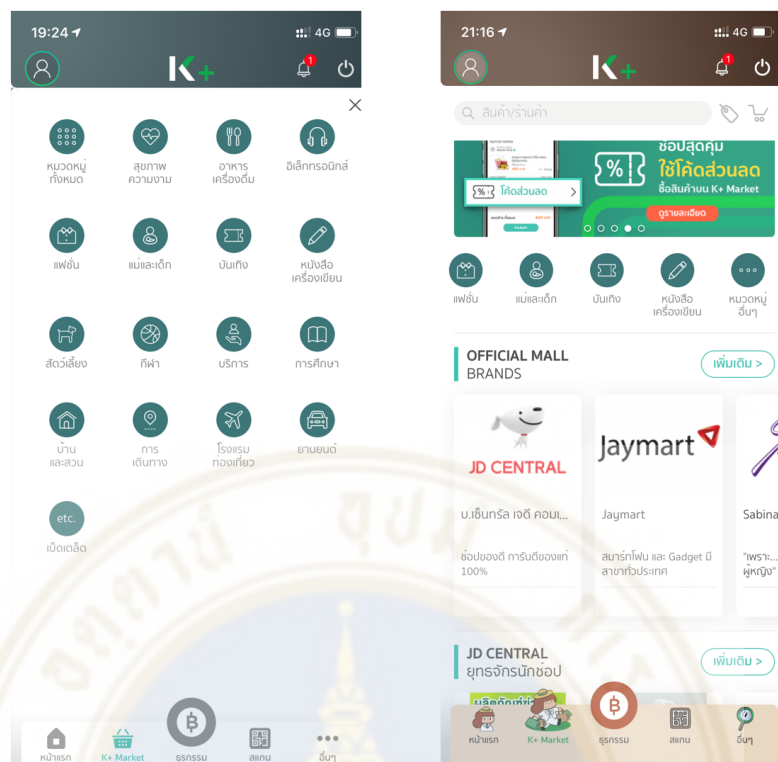 19:24
4G
K+
1
หมวดหมู่
ทั้งหมด
สุขภาพ
ความงาม
อาหาร
เครื่องดื่ม
อิเล็กทรอนิกส์
แฟชั่น
แม่และเด็ก
บันเทิง
หนังสือ
เครื่องเขียน
สัตว์เลี้ยง
กีฬา
บริการ
การศึกษา
บ้าน
และสวน
การ
เดินทาง
โรงแรม
ท่องเที่ยว
ยานยนต์
etc.
เบ็ดเตล็ด
หน้าแรก
K+ Market
ธุรกรรม
สแกน
อื่นๆ
21:16
4G
K+
1
สินค้า/ร้านค้า
โค้ดส่วนลด
ช้อปสุดคุ้ม
ใช้โค้ดส่วนลด
ซื้อสินค้าบน K+ Market
ดูรายละเอียด
แฟชั่น
แม่และเด็ก
บันเทิง
หนังสือ
เครื่องเขียน
หมวดหมู่
อื่นๆ
OFFICIAL MALL
BRANDS
เพิ่มเติม >
JD CENTRAL
บ.เซ็นทรัล เจดี คอมเ...
ช้อปของดี การันตีของแท้
100%
Jaymart
Jaymart
สมาร์ทโฟน และ Gadget มี
สาขาทั่วประเทศ
Sabina
"เพราะ...
ผู้หญิง"
JD CENTRAL
ยุทธจักรนักช้อป
เพิ่มเติม >
หน้าแรก
K+ Market
ธุรกรรม
สแกน
อื่นๆ